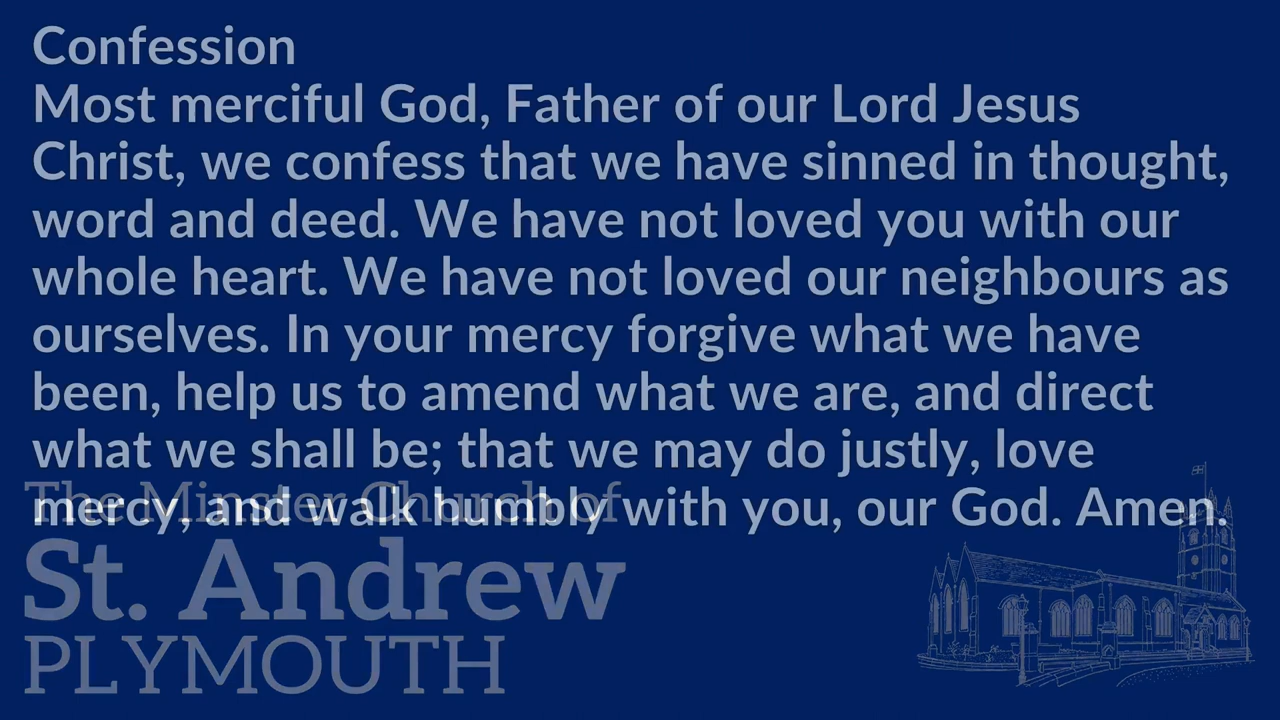 Confession
Most merciful God, Father of our Lord Jesus
Christ, we confess that we have sinned in thought,
word and deed. We have not loved you with our
whole heart. We have not loved our neighbours as
ourselves. In your mercy forgive what we have
been, help us to amend what we are, and direct
what we shall be; that we may do justly, love
mercy, and walk humbly with you, our God. Amen.
The Minster Church of
St. Andrew
PLYMOUTH